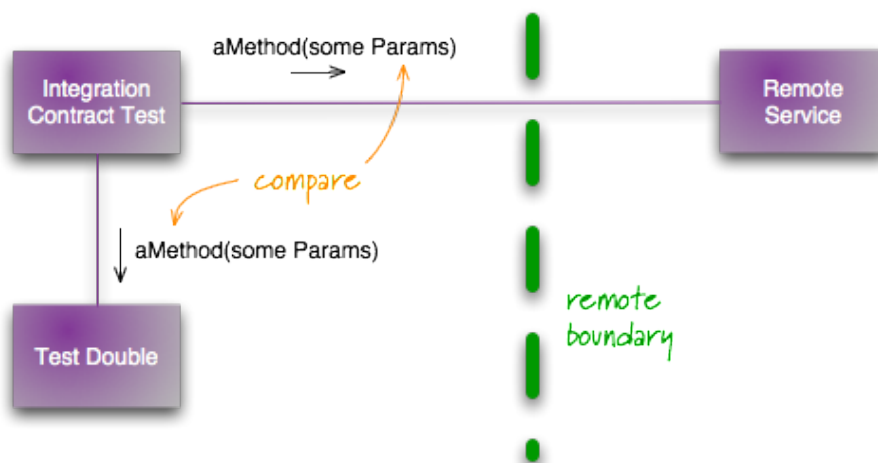 aMethod(some Params)
Integration
Contract Test
Remote
Service
compare
aMethod(some Params)
remote
boundary
Test Double